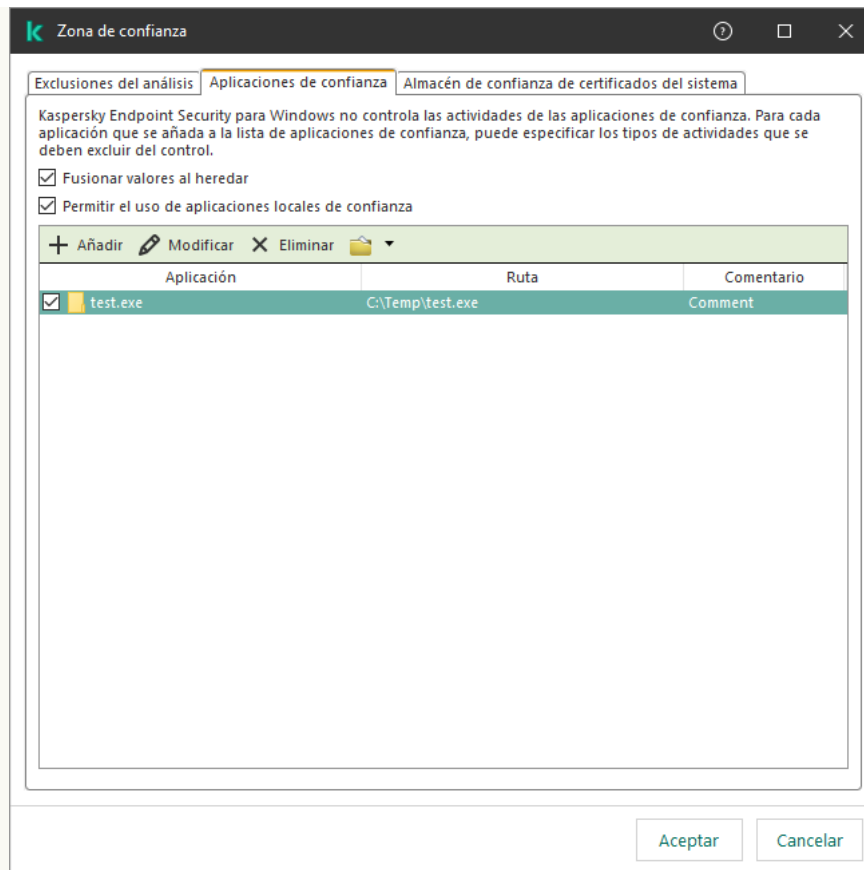 Zona de confianza
Exclusiones del análisis Aplicaciones de confianza Almacén de confianza de certificados del sistema
Kaspersky Endpoint Security para Windows no controla las actividades de las aplicaciones de confianza. Para cada
aplicación que se añada a la lista de aplicaciones de confianza, puede especificar los tipos de actividades que se
deben excluir del control.
Fusionar valores al heredar
Permitir el uso de aplicaciones locales de confianza
Añadir Modificar Eliminar
Aplicación Ruta Comentario
test.exe C:\Temp\test.exe Comment
Aceptar Cancelar